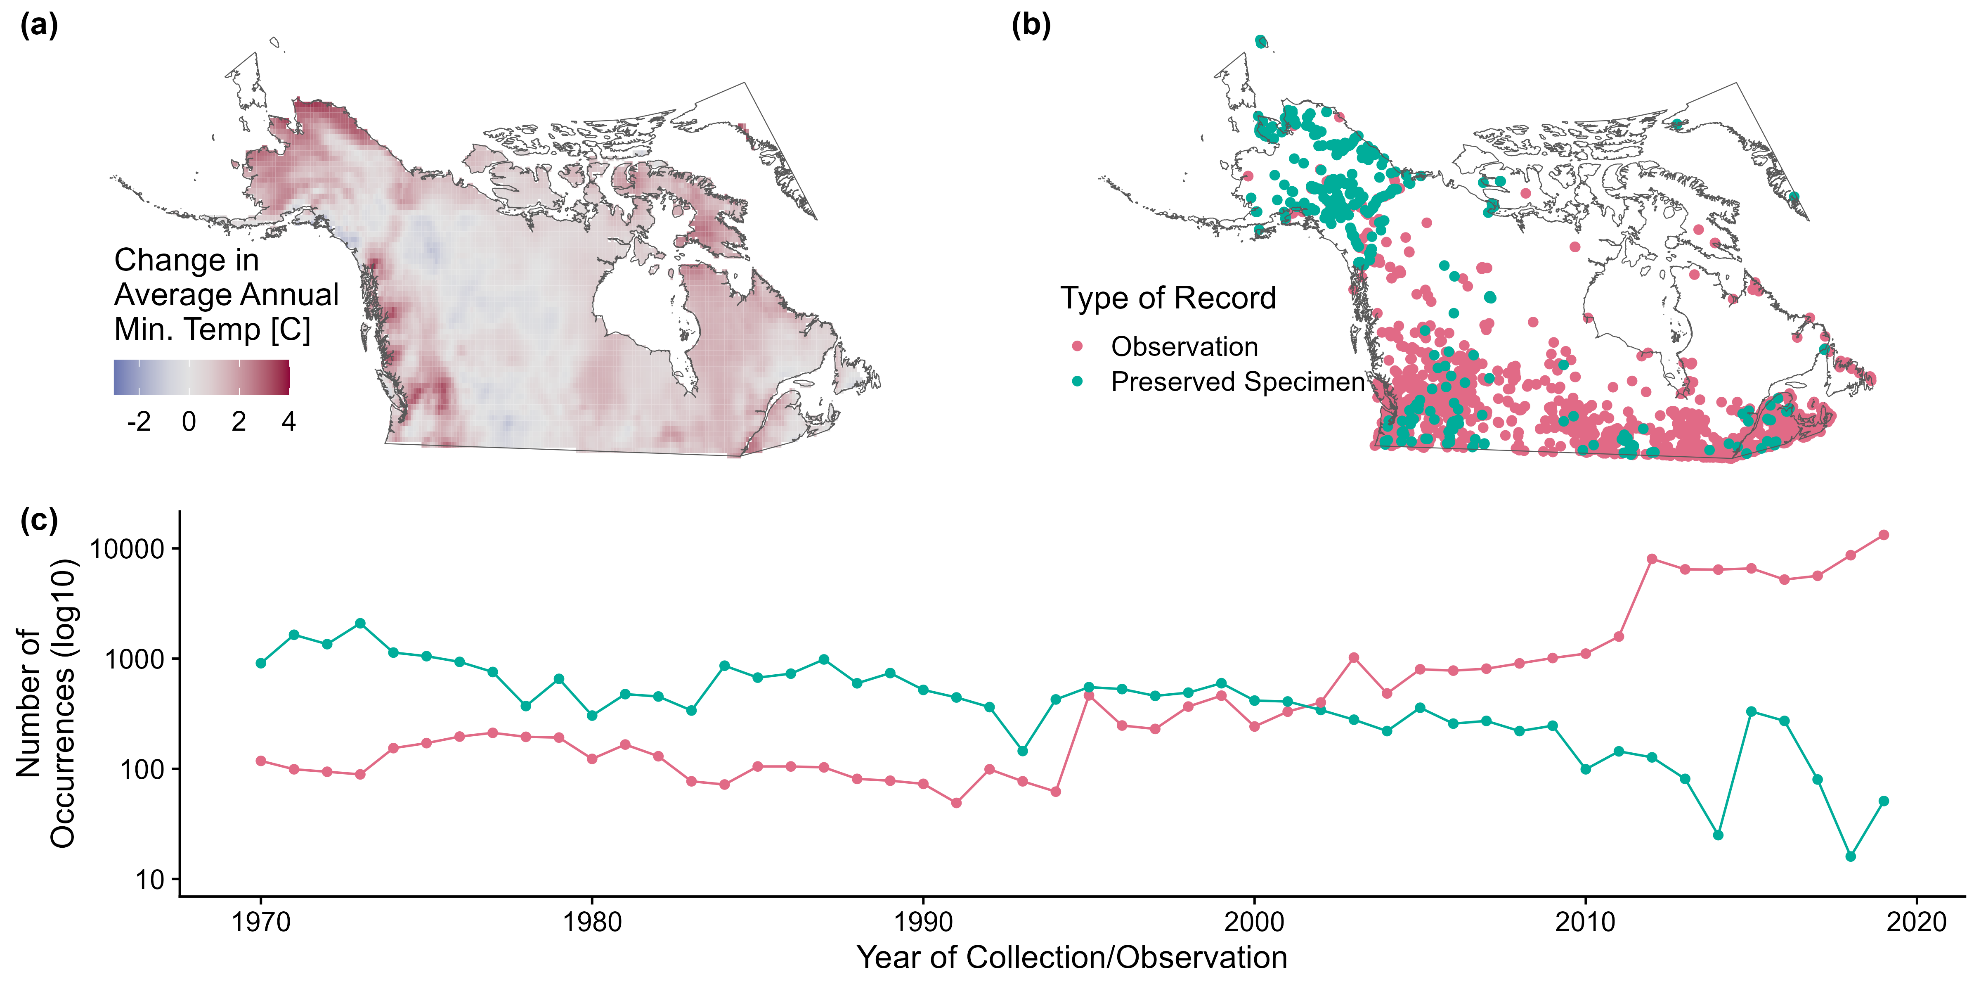 (a)
Change in
Average Annual
Min. Temp [C]
-2 0 2 4
(b)
Type of Record
Observation
Preserved Specimen
(c)
Number of
Occurrences (log10)
10000
1000
100
10
1970 1980 1990 2000 2010 2020
Year of Collection/Observation